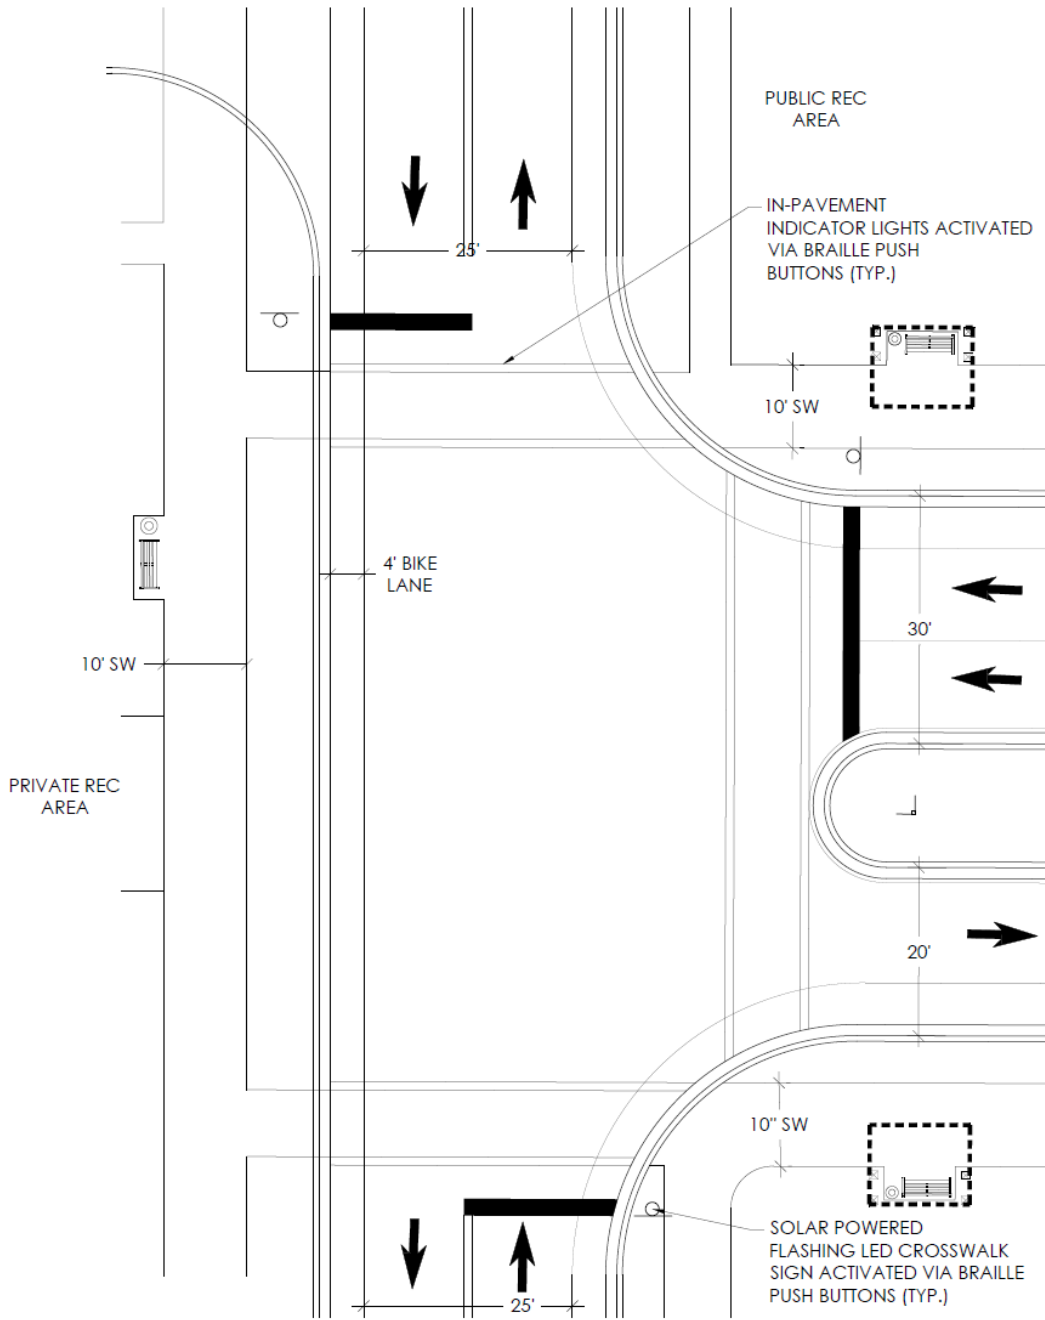 PUBLIC REC
AREA
IN-PAVEMENT
INDICATOR LIGHTS ACTIVATED
VIA BRAILLE PUSH
BUTTONS (TYP.)
25'
10' SW
4' BIKE
LANE
30'
10' SW
PRIVATE REC
AREA
20'
10" SW
SOLAR POWERED
FLASHING LED CROSSWALK
SIGN ACTIVATED VIA BRAILLE
PUSH BUTTONS (TYP.)
25'